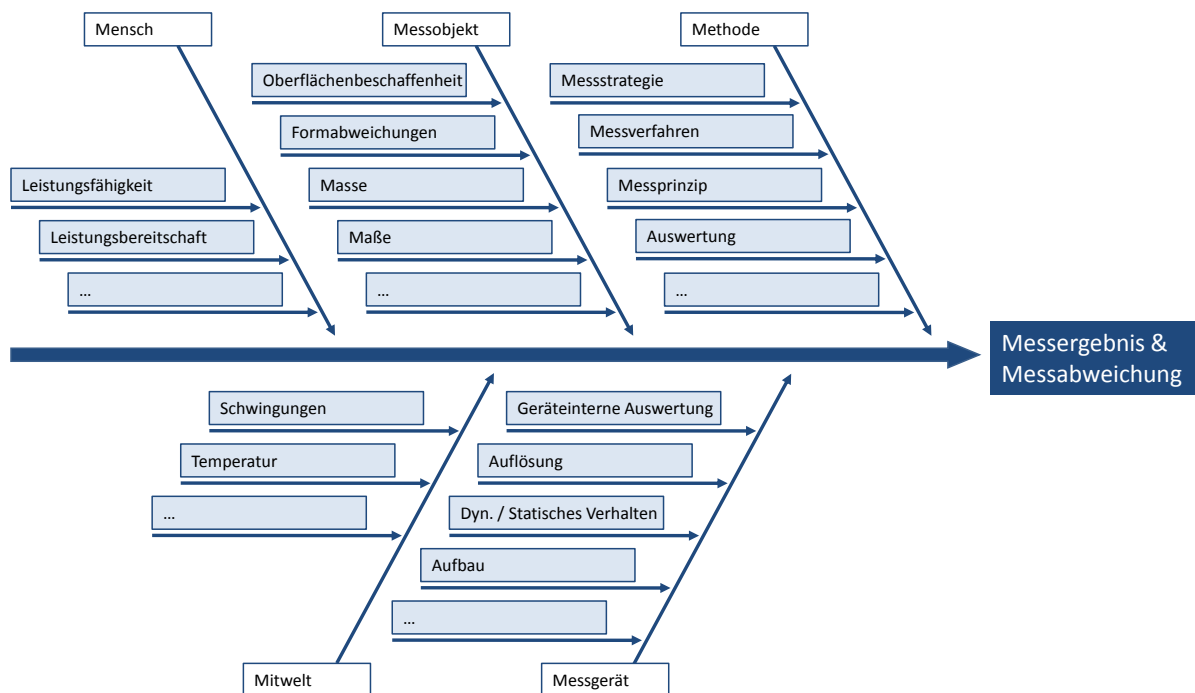 Mensch
Messobjekt
Methode
Oberflächenbeschaffenheit
Messstrategie
Formabweichungen
Messverfahren
Leistungsfähigkeit
Masse
Messprinzip
Leistungsbereitschaft
Maße
Auswertung
...
...
...
Messergebnis &
Messabweichung
Schwingungen
Geräteinterne Auswertung
Temperatur
Auflösung
...
Dyn. / Statisches Verhalten
Aufbau
...
Mitwelt
Messgerät